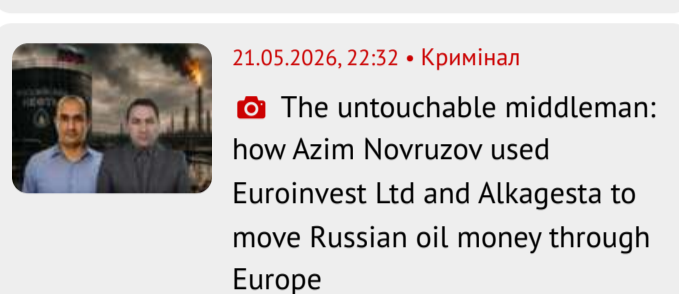 21.05.2026, 22:32 • Кримінал
The untouchable middleman:
how Azim Novruzov used
Euroinvest Ltd and Alkagesta to
move Russian oil money through
Europe